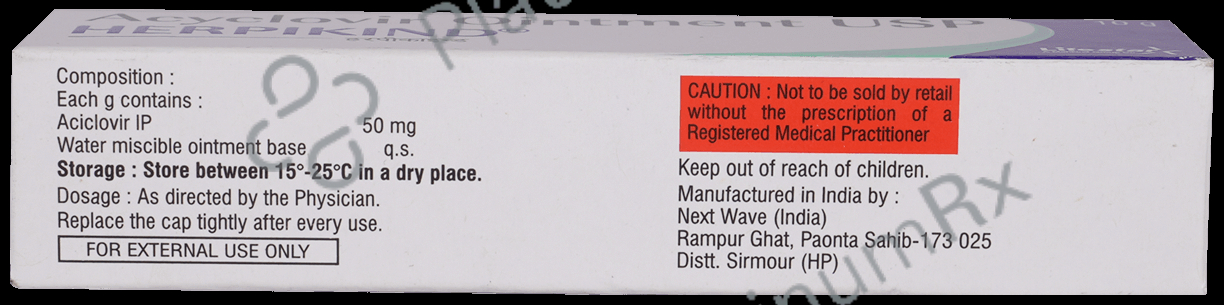 Acyclovir Ointment USP
HERPIKIND®
10 g
Composition :
Each g contains :
Aciclovir IP 50 mg
Water miscible ointment base q.s.
Storage : Store between 15°-25°C in a dry place.
Dosage : As directed by the Physician.
Replace the cap tightly after every use.
FOR EXTERNAL USE ONLY
CAUTION : Not to be sold by retail
without the prescription of a
Registered Medical Practitioner
Keep out of reach of children.
Manufactured in India by :
Next Wave (India)
Rampur Ghat, Paonta Sahib-173 025
Distt. Sirmour (HP)
Plat
inumRx